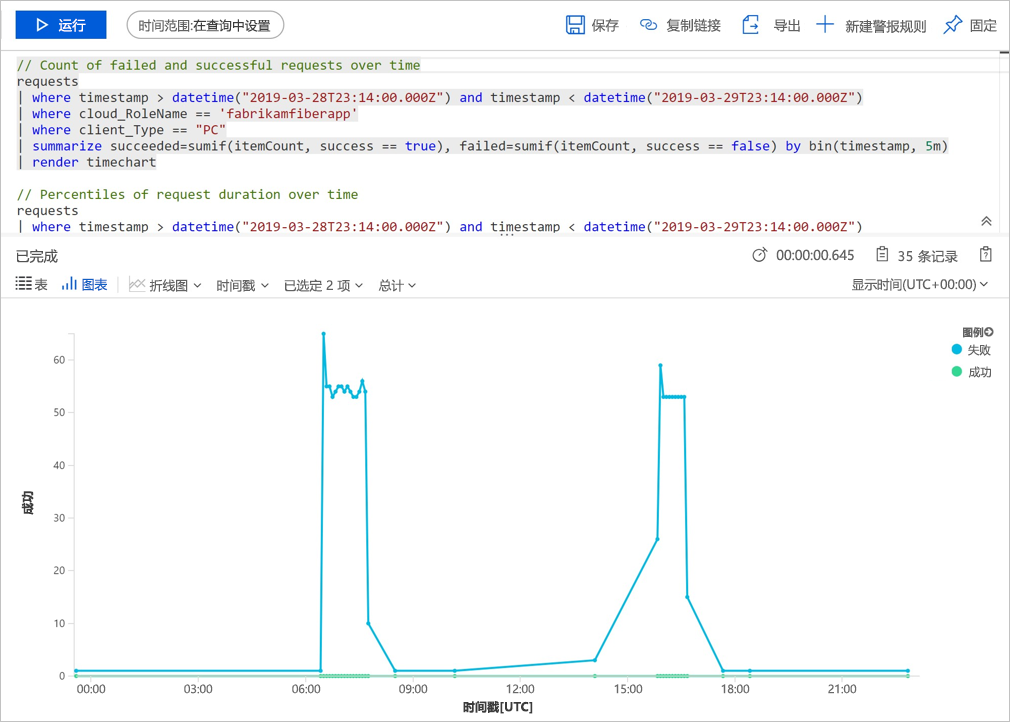 运行 时间范围:在查询中设置 保存 复制链接 导出 新建警报规则 固定
// Count of failed and successful requests over time
requests
| where timestamp > datetime("2019-03-28T23:14:00.000Z") and timestamp < datetime("2019-03-29T23:14:00.000Z")
| where cloud_RoleName == 'fabrikamfiberapp'
| where client_Type == "PC"
| summarize succeeded=sumif(itemCount, success == true), failed=sumif(itemCount, success == false) by bin(timestamp, 5m)
| render timechart
// Percentiles of request duration over time
requests
| where timestamp > datetime("2019-03-28T23:14:00.000Z") and timestamp < datetime("2019-03-29T23:14:00.000Z")
已完成 00:00:00.645 35 条记录
表 图表 折线图 时间戳 已选定 2 项 总计 显示时间(UTC+00:00)
图例
失败
成功
60
50
40
30
20
10
0
成功
00:00 03:00 06:00 09:00 12:00 15:00 18:00 21:00
时间戳[UTC]